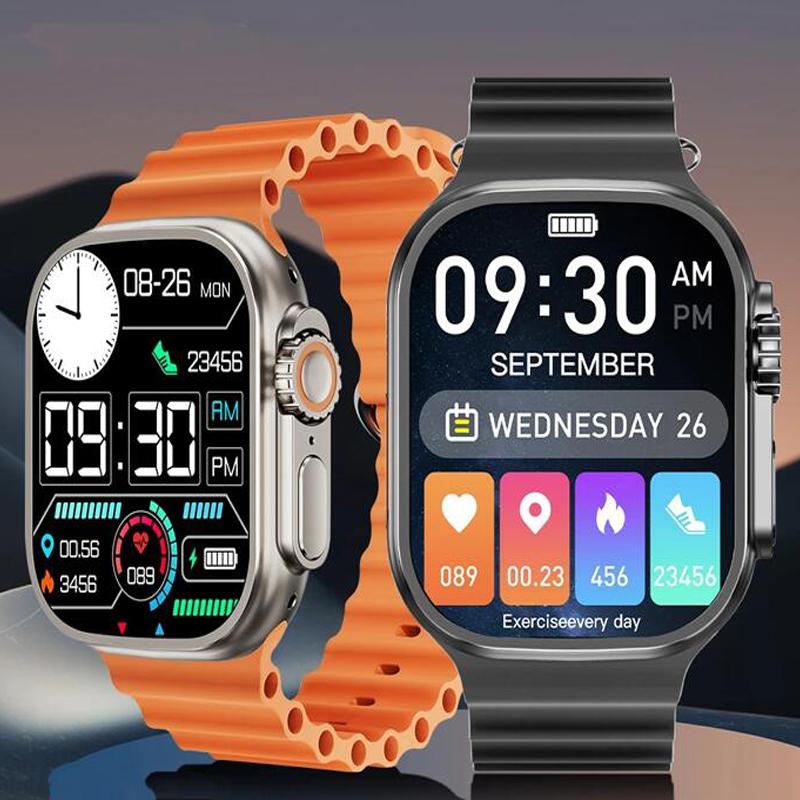 08-26 MON
23456
09:30 AM
PM
00.56
3456
089
09:30 AM
PM
SEPTEMBER
WEDNESDAY 26
089 00.23 456 23456
Exerciseevery day